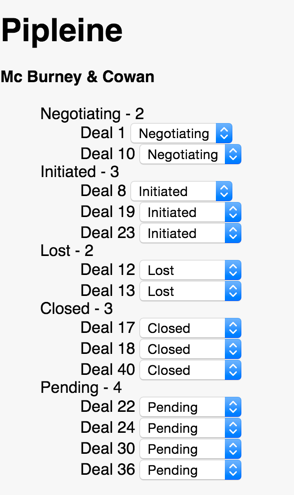 Pipleine
Mc Burney & Cowan
Negotiating - 2
Deal 1 Negotiating
Deal 10 Negotiating
Initiated - 3
Deal 8 Initiated
Deal 19 Initiated
Deal 23 Initiated
Lost - 2
Deal 12 Lost
Deal 13 Lost
Closed - 3
Deal 17 Closed
Deal 18 Closed
Deal 40 Closed
Pending - 4
Deal 22 Pending
Deal 24 Pending
Deal 30 Pending
Deal 36 Pending